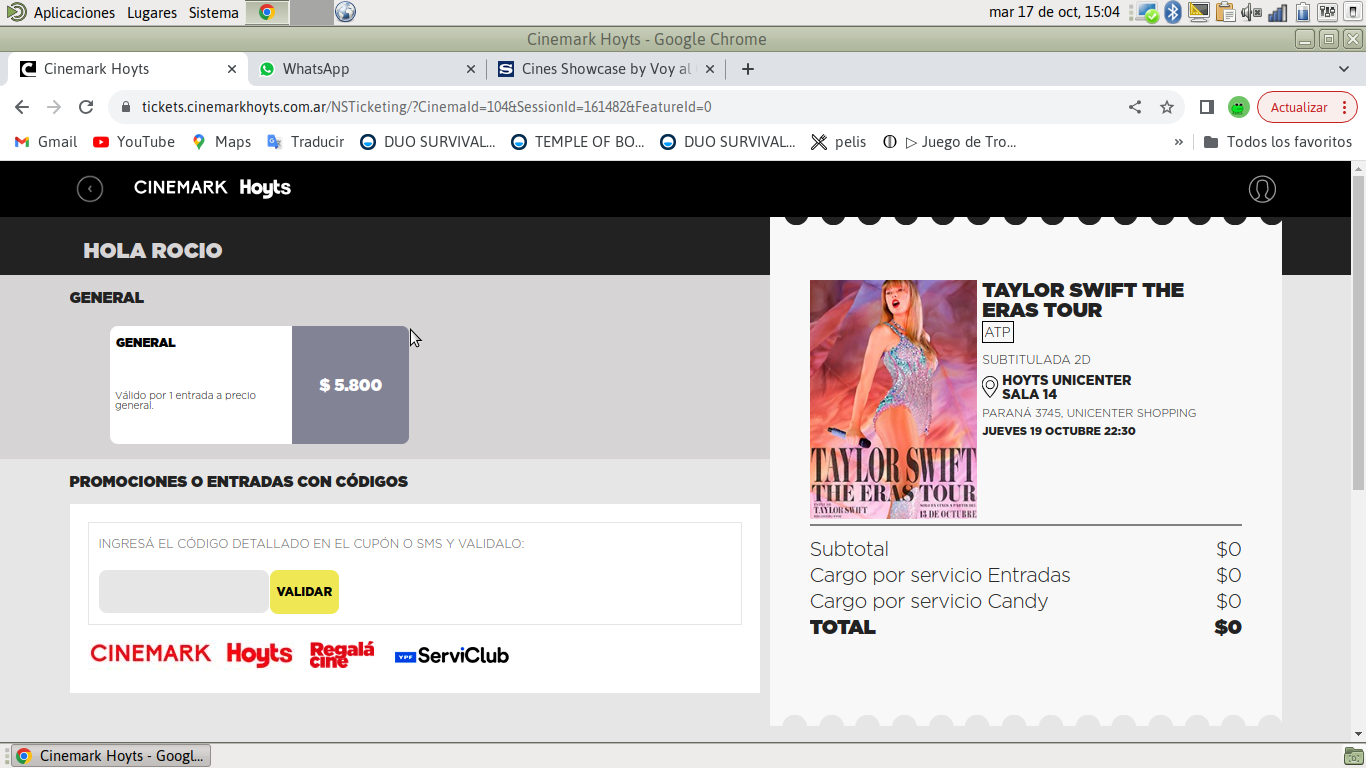 Aplicaciones Lugares Sistema
mar 17 de oct, 15:04
Cinemark Hoyts - Google Chrome
Cinemark Hoyts
WhatsApp
Cines Showcase by Voy al
tickets.cinemarkhoyts.com.ar/NSTicketing/?CinemaId=104&SessionId=161482&FeatureId=0
Actualizar
Gmail
YouTube
Maps
Traducir
DUO SURVIVAL...
TEMPLE OF BO...
DUO SURVIVAL...
pelis
▷ Juego de Tro...
»
Todos los favoritos
CINEMARK Hoyts
HOLA ROCIO
GENERAL
GENERAL
Válido por 1 entrada a precio
general.
$ 5.800
PROMOCIONES O ENTRADAS CON CÓDIGOS
INGRESÁ EL CÓDIGO DETALLADO EN EL CUPÓN O SMS Y VALIDALO:
VALIDAR
CINEMARK
Hoyts
Regalá
cine
YPF ServiClub
TAYLOR SWIFT
THE ERAS TOUR
TAYLOR SWIFT
13 DE OCTUBRE
TAYLOR SWIFT THE
ERAS TOUR
ATP
SUBTITULADA 2D
HOYTS UNICENTER
SALA 14
PARANÁ 3745, UNICENTER SHOPPING
JUEVES 19 OCTUBRE 22:30
Subtotal $0
Cargo por servicio Entradas $0
Cargo por servicio Candy $0
TOTAL $0
Cinemark Hoyts - Googl...